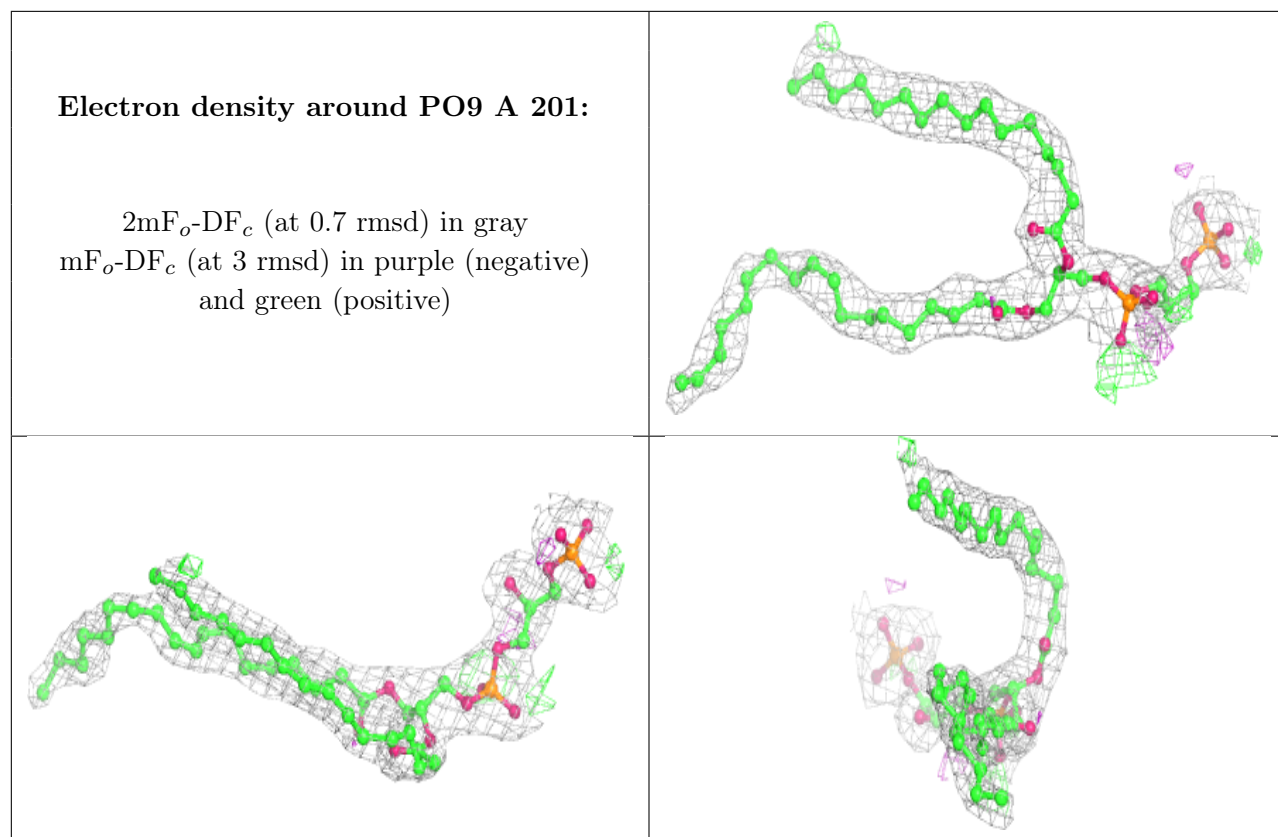 Electron density around PO9 A 201:
2mFo-DFc (at 0.7 rmsd) in gray
mFo-DFc (at 3 rmsd) in purple (negative)
and green (positive)